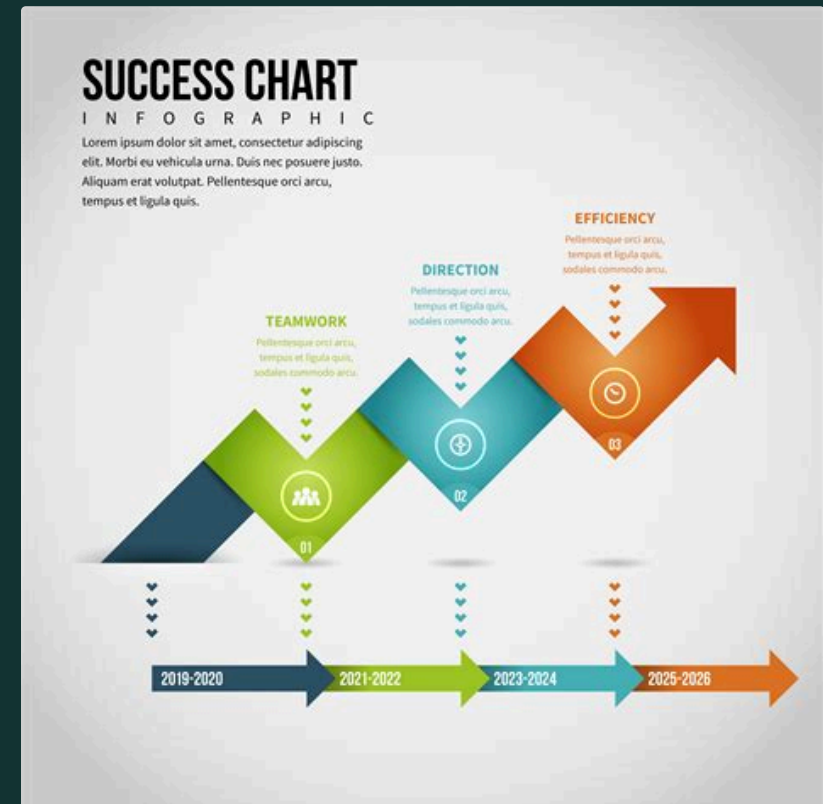 SUCCESS CHART
INFOGRAPHIC
Lorem ipsum dolor sit amet, consectetur adipiscing
elit. Morbi eu vehicula urna. Duis nec posuere justo.
Aliquam erat volutpat. Pellentesque orci arcu,
tempus et ligula quis.
EFFICIENCY
Pellentesque orci arcu,
tempus et ligula quis,
sodales commodo arcu.
DIRECTION
Pellentesque orci arcu,
tempus et ligula quis,
sodales commodo arcu.
TEAMWORK
Pellentesque orci arcu,
tempus et ligula quis,
sodales commodo arcu.
03
02
01
2019-2020
2021-2022
2023-2024
2025-2026